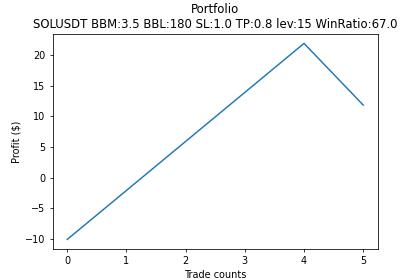 Portfolio
SOLUSDT BBM:3.5 BBL:180 SL:1.0 TP:0.8 lev:15 WinRatio:67.0
20
15
10
5
0
−5
−10
Profit ($)
0 1 2 3 4 5
Trade counts